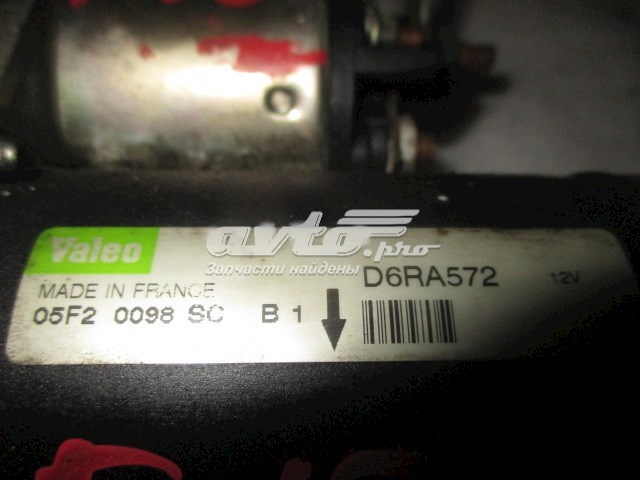 Valeo
avto.pro
Запчасти найдены
D6RA572
12V
MADE IN FRANCE
05F2 0098 SC B 1